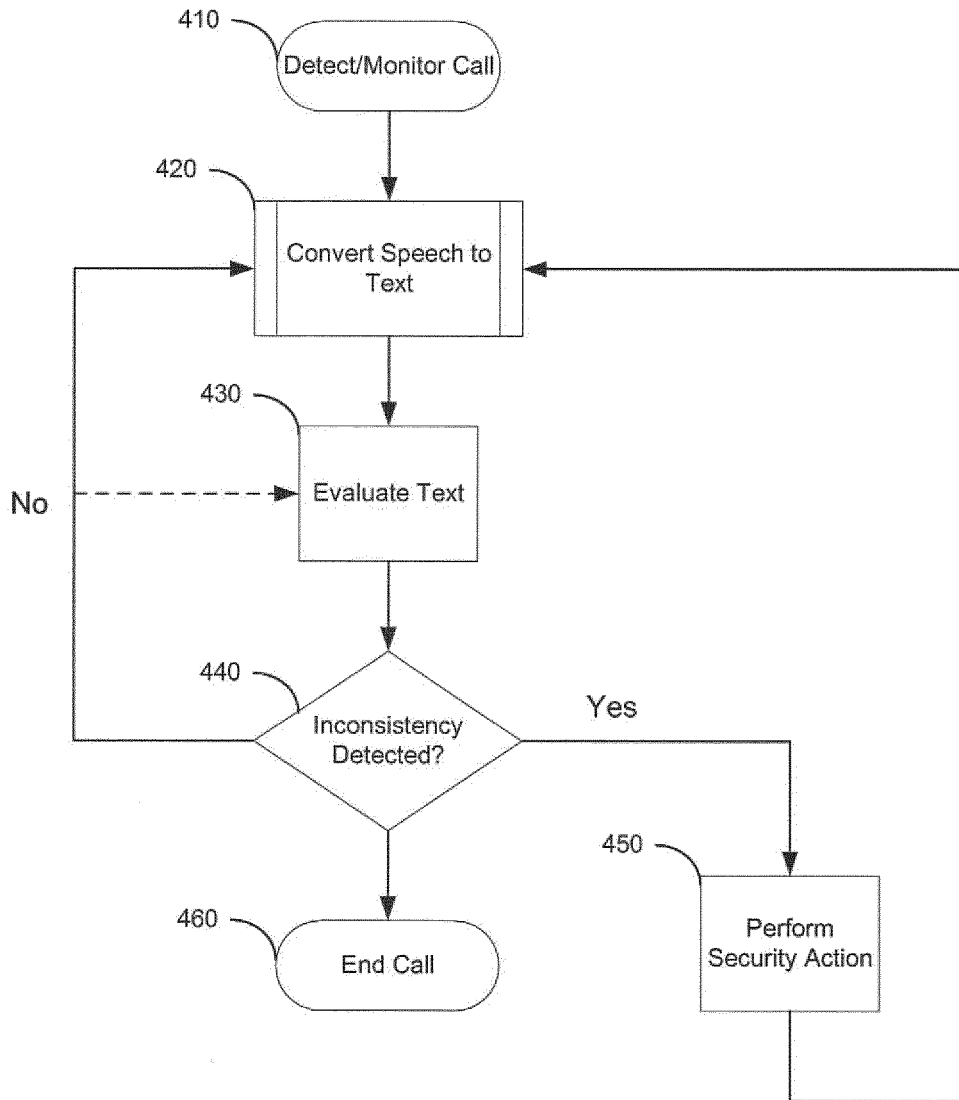 410
Detect/Monitor Call
420
Convert Speech to
Text
430
Evaluate Text
No
440
Inconsistency
Detected?
Yes
450
Perform
Security Action
460
End Call